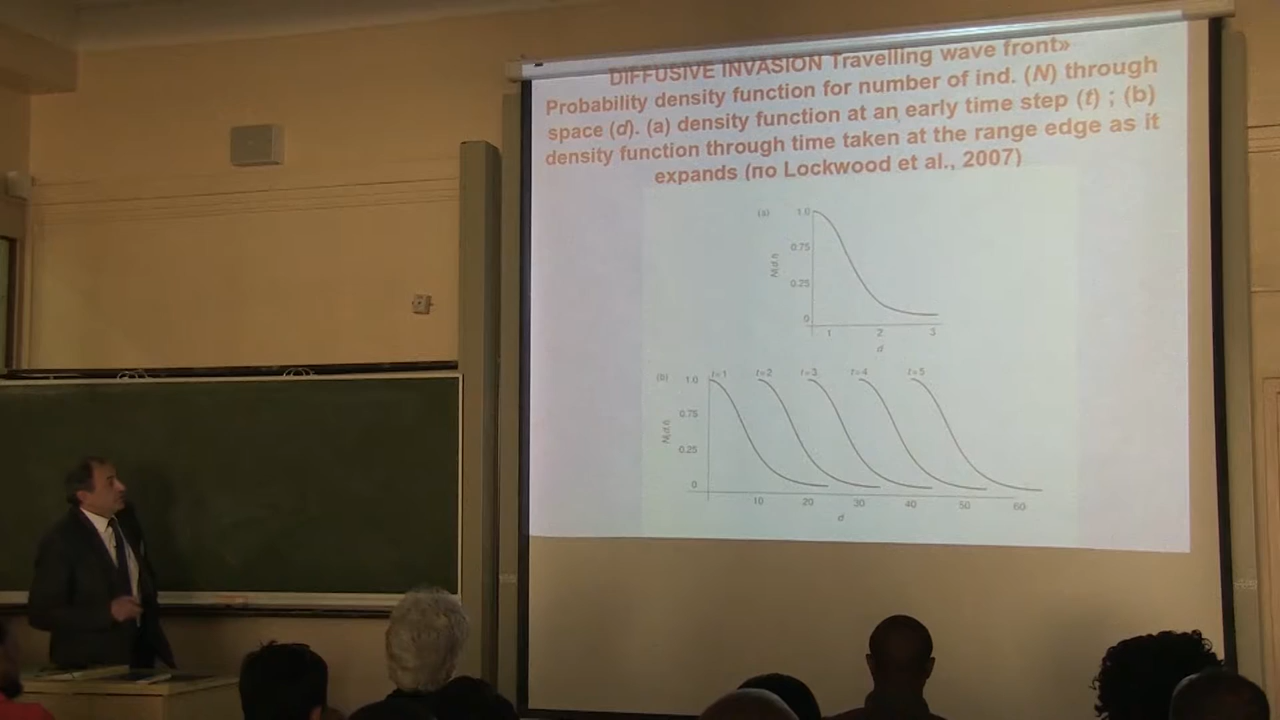 DIFFUSIVE INVASION Travelling wave front»
Probability density function for number of ind. (N) through
space (d). (a) density function at an early time step (t) ; (b)
density function through time taken at the range edge as it
expands (по Lockwood et al., 2007)
(a)
1.0
0.75
0.25
0
1 2 3
d
(b)
1.0
t=1 t=2 t=3 t=4 t=5
0.75
0.25
0
10 20 30 40 50 60
d